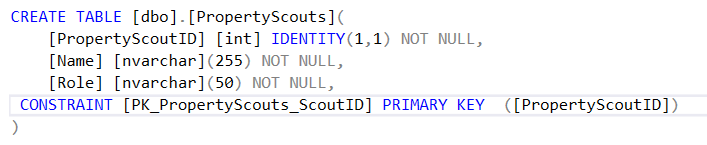 CREATE TABLE [dbo].[PropertyScouts](
    [PropertyScoutID] [int] IDENTITY(1,1) NOT NULL,
    [Name] [nvarchar](255) NOT NULL,
    [Role] [nvarchar](50) NOT NULL,
 CONSTRAINT [PK_PropertyScouts_ScoutID] PRIMARY KEY  ([PropertyScoutID])
)